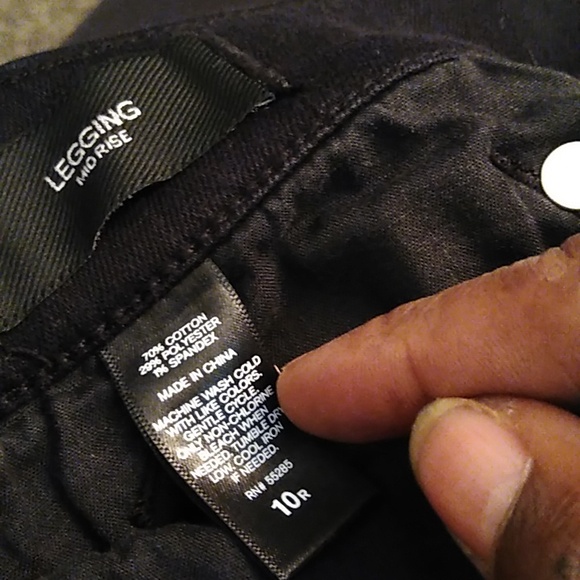 LEGGING
MID RISE
70% COTTON
29% POLYESTER
1% SPANDEX
MADE IN CHINA
MACHINE WASH COLD
WITH LIKE COLORS.
GENTLE CYCLE.
ONLY NON-CHLORINE
BLEACH WHEN
NEEDED. TUMBLE DRY
LOW. COOL IRON
IF NEEDED.
RN# 55285
10R